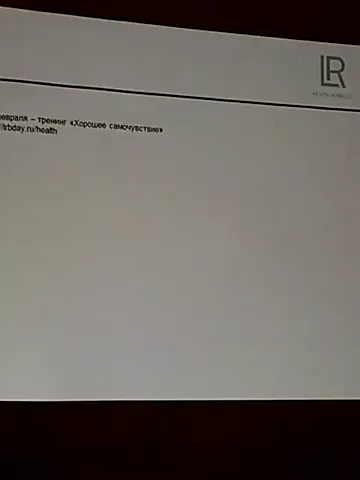 LR
евраля – тренинг «Хорошее самочувствие»
/lrbday.ru/health